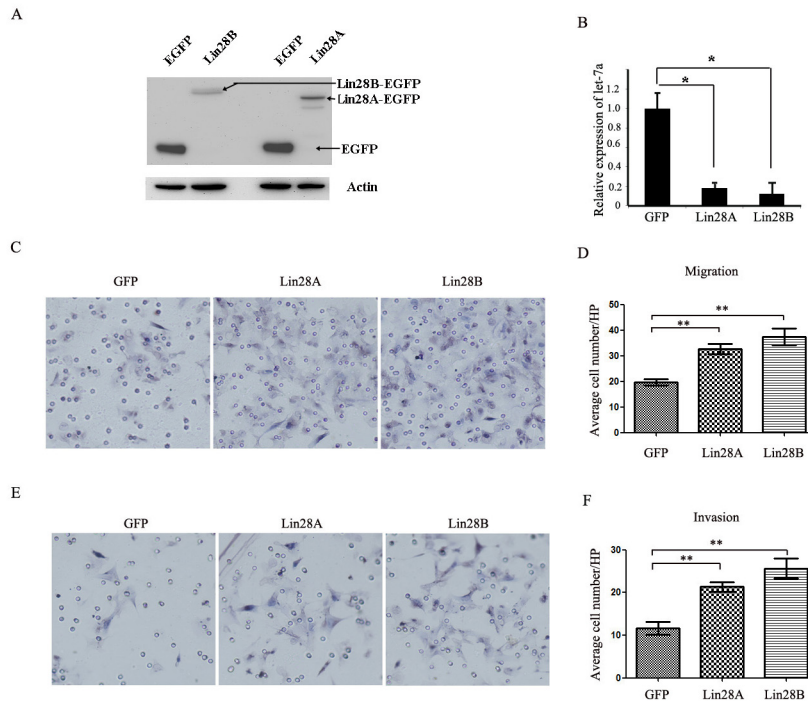 A
EGFP
Lin28B
EGFP
Lin28A
Lin28B-EGFP
Lin28A-EGFP
EGFP
Actin
B
Relative expression of let-7a
1.2
1.0
0.8
0.6
0.4
0.2
0
*
*
GFP Lin28A Lin28B
C
GFP Lin28A Lin28B
D
Migration
Average cell number/HP
50
40
30
20
10
0
**
**
GFP Lin28A Lin28B
E
GFP Lin28A Lin28B
F
Invasion
Average cell number/HP
30
20
10
0
**
**
GFP Lin28A Lin28B